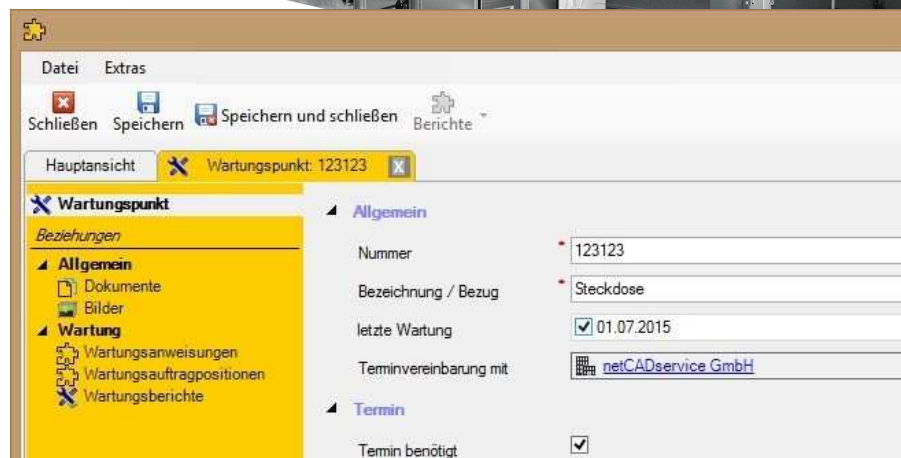 Datei Extras
Schließen Speichern Speichern und schließen Berichte
Hauptansicht Wartungspunkt: 123123 X
Wartungspunkt
Beziehungen
Allgemein
Dokumente
Bilder
Wartung
Wartungsanweisungen
Wartungsauftragpositionen
Wartungsberichte
Allgemein
Nummer * 123123
Bezeichnung / Bezug * Steckdose
letzte Wartung 01.07.2015
Terminvereinbarung mit netCADservice GmbH
Termin
Termin benötigt